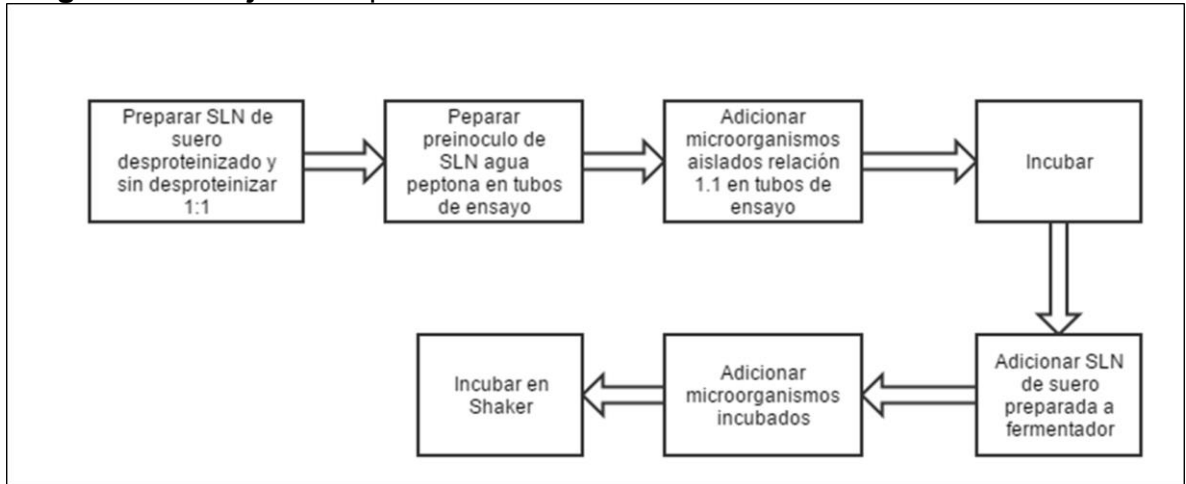 Preparar SLN de
suero
desproteinizado y
sin desproteinizar
1:1
Peparar
preinoculo de
SLN agua
peptona en tubos
de ensayo
Adicionar
microorganismos
aislados relación
1.1 en tubos de
ensayo
Incubar
Adicionar SLN
de suero
preparada a
fermentador
Adicionar
microorganismos
incubados
Incubar en
Shaker